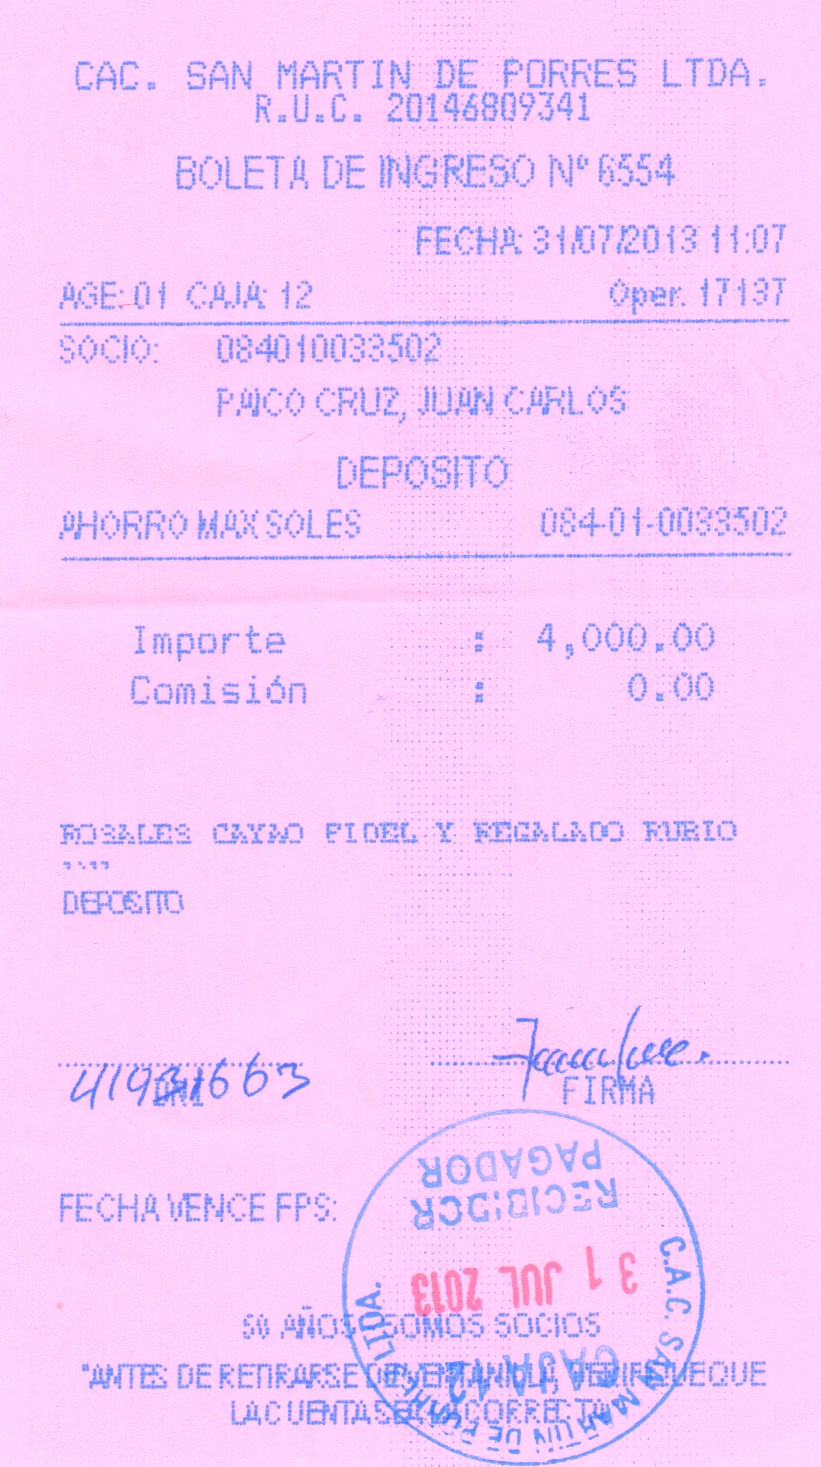 CAC. SAN MARTIN DE PORRES LTDA.
R.U.C. 20146809341
BOLETA DE INGRESO Nº 6554
FECHA: 31/07/2013 11:07
AGE: 01 CAJA: 12 Oper. 17137
SOCIO: 084010033502
PAICO CRUZ, JUAN CARLOS
DEPOSITO
AHORRO MAX SOLES 084-01-0033502
Importe : 4,000.00
Comisión : 0.00
ROSALES CAYAO FIDEL Y REGALADO RUBIO
DEPOSITO
DNI
FIRMA
FECHA VENCE FPS:
RECIBIDOR
PAGADOR
31 JUL 2013
CAJA 12
C.A.C. SAN MARTIN DE PORRES LTDA.
50 AÑOS SOMOS SOCIOS
"ANTES DE RETIRARSE DE VENTANILLA, VERIFIQUE QUE
LA CUENTA SEA CORRECTA"